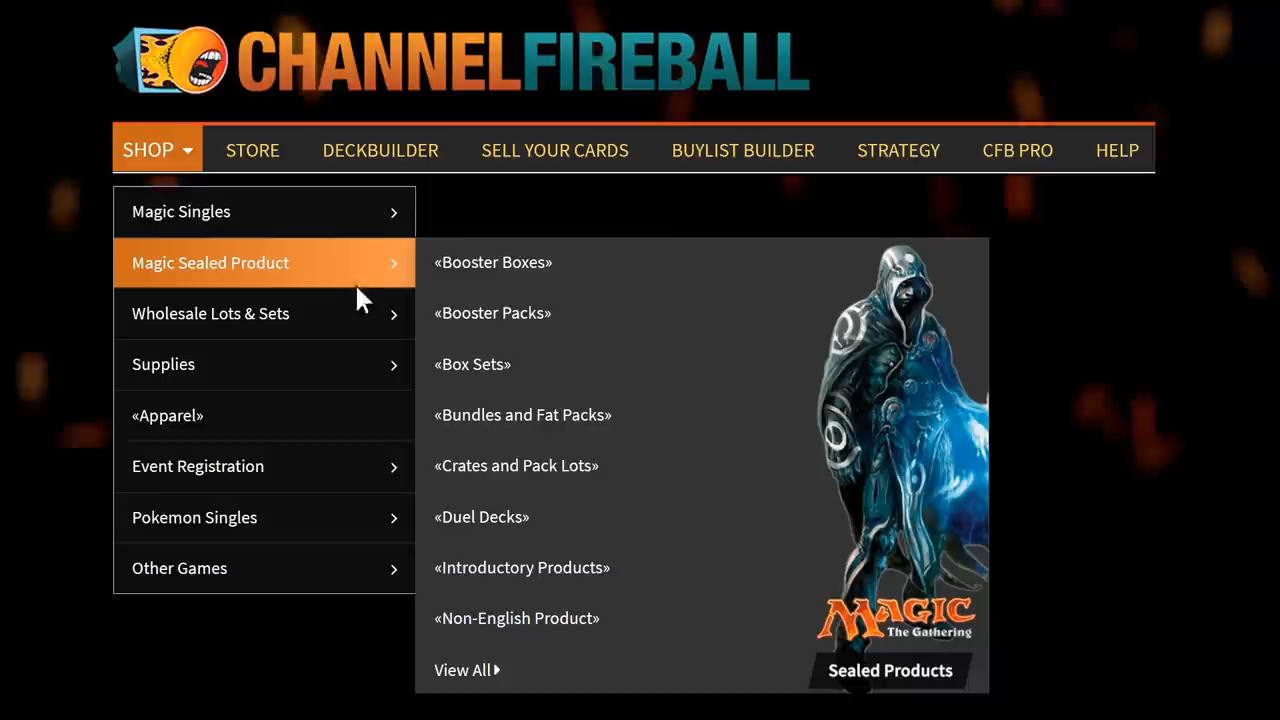 CHANNELFIREBALL
SHOP
STORE
DECKBUILDER
SELL YOUR CARDS
BUYLIST BUILDER
STRATEGY
CFB PRO
HELP
Magic Singles
Magic Sealed Product
Wholesale Lots & Sets
Supplies
«Apparel»
Event Registration
Pokemon Singles
Other Games
«Booster Boxes»
«Booster Packs»
«Box Sets»
«Bundles and Fat Packs»
«Crates and Pack Lots»
«Duel Decks»
«Introductory Products»
«Non-English Product»
View All
MAGIC
The Gathering
Sealed Products